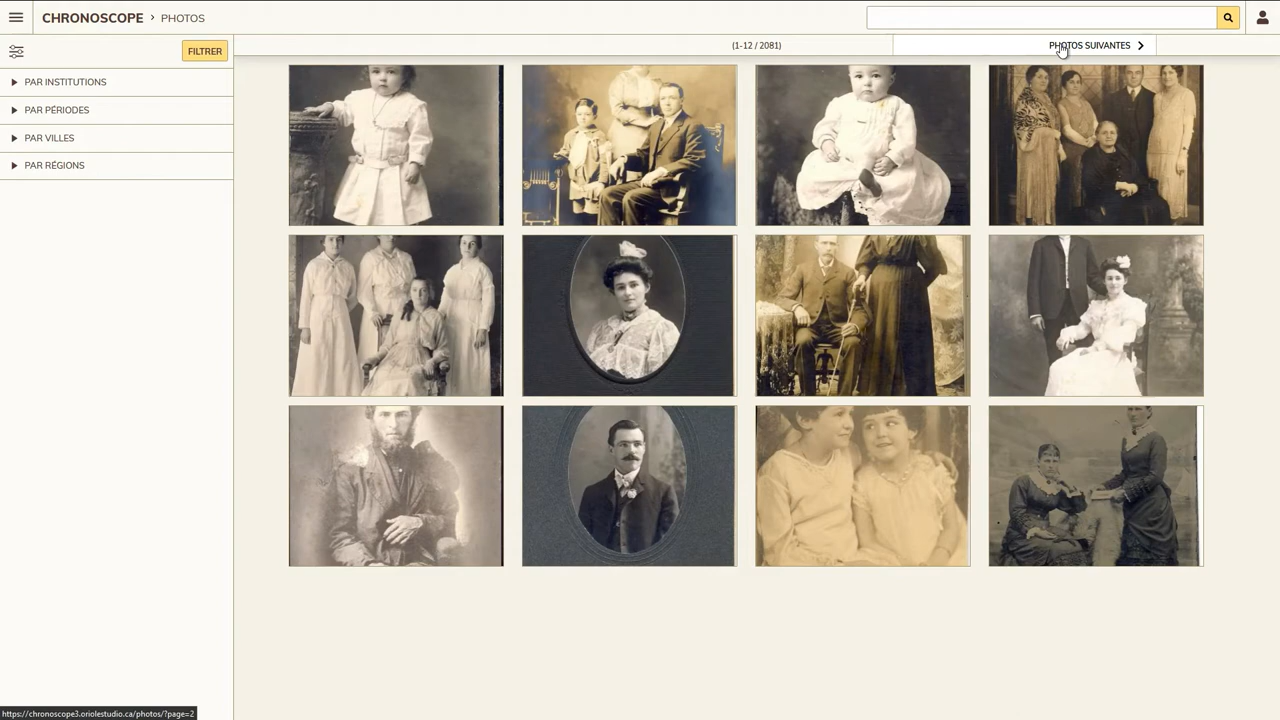 CHRONOSCOPE › PHOTOS
FILTRER
(1-12 / 2081)
PHOTOS SUIVANTES
PAR INSTITUTIONS
PAR PÉRIODES
PAR VILLES
PAR RÉGIONS
https://chronoscope3.oriolestudio.ca/photos/?page=2